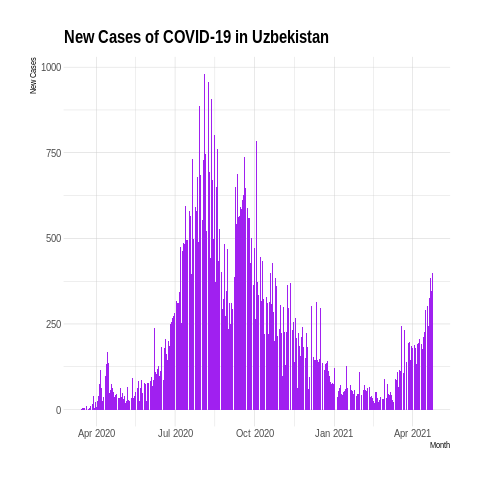 New Cases of COVID-19 in Uzbekistan
New Cases
1000
750
500
250
0
Apr 2020 Jul 2020 Oct 2020 Jan 2021 Apr 2021
Month